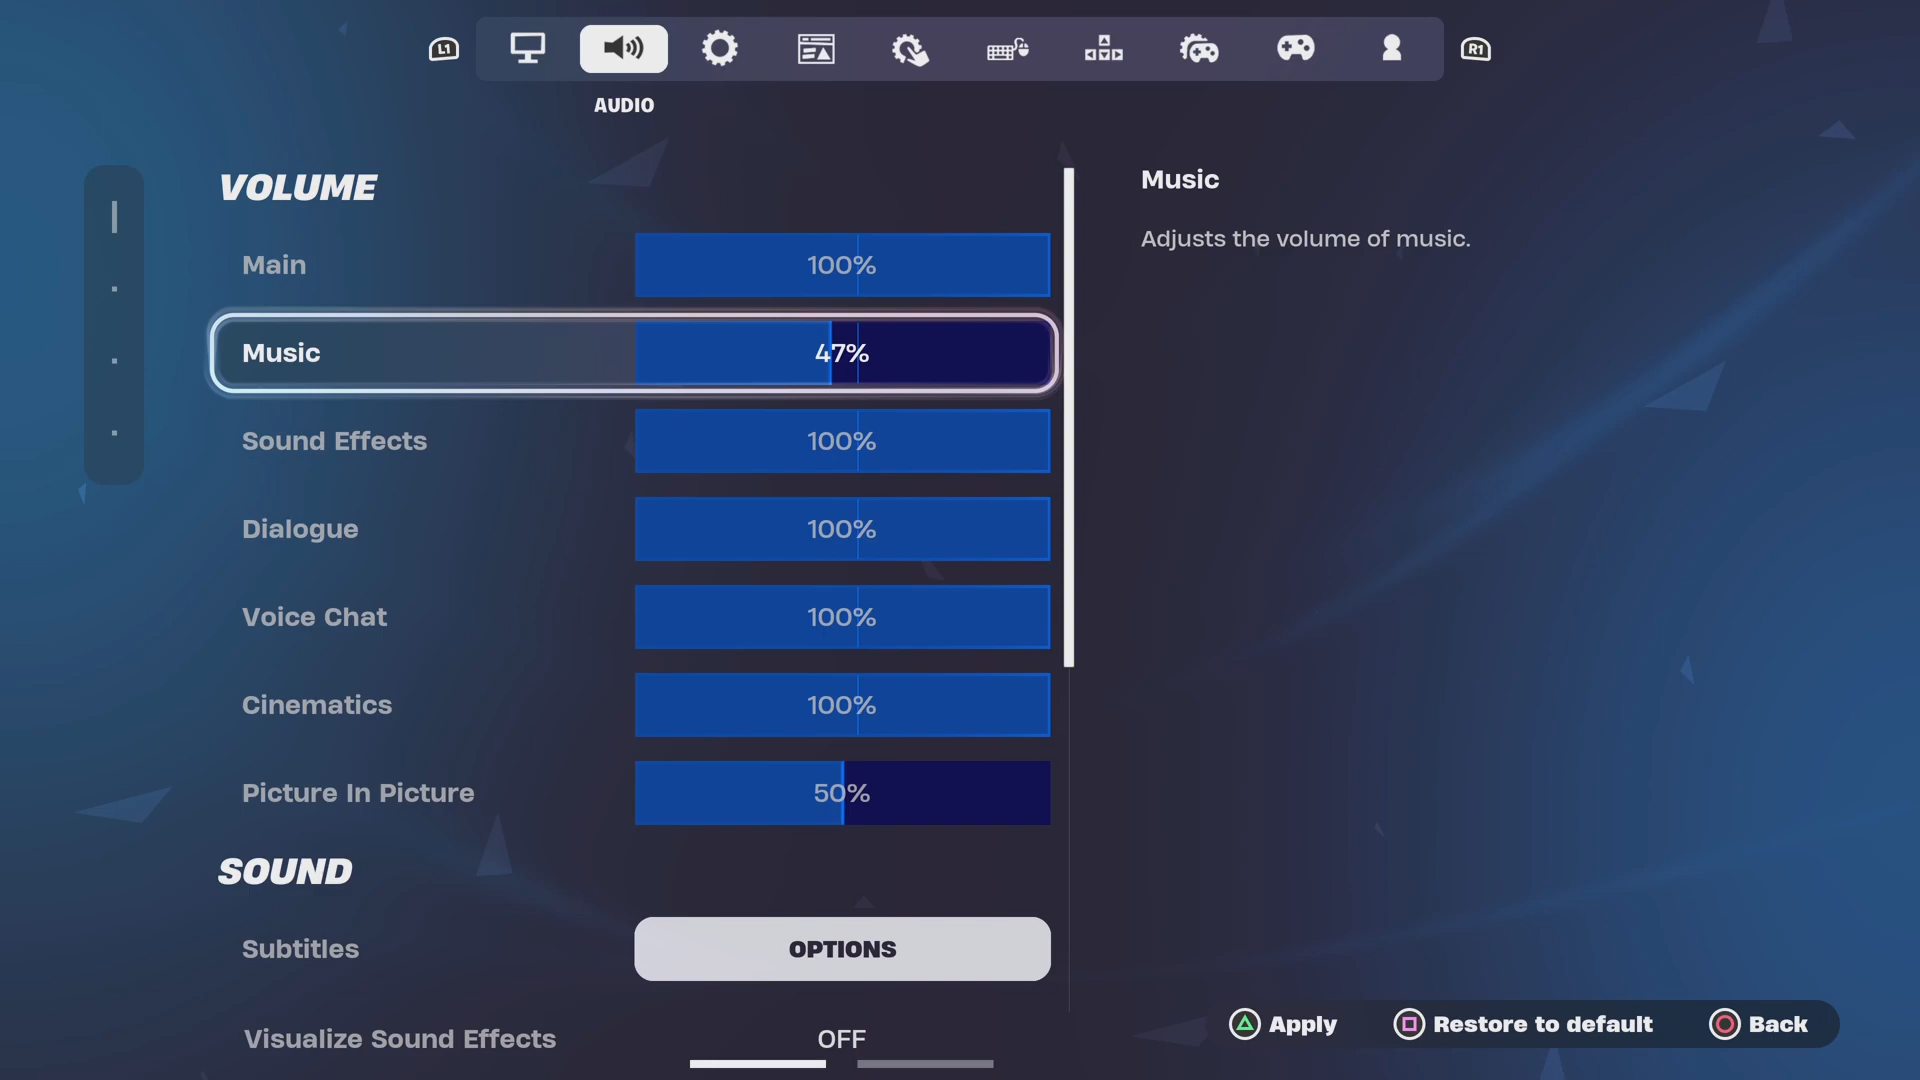 L1
R1
AUDIO
VOLUME
Main 100%
Music 47%
Sound Effects 100%
Dialogue 100%
Voice Chat 100%
Cinematics 100%
Picture In Picture 50%
SOUND
Subtitles OPTIONS
Visualize Sound Effects OFF
Music
Adjusts the volume of music.
Apply Restore to default Back